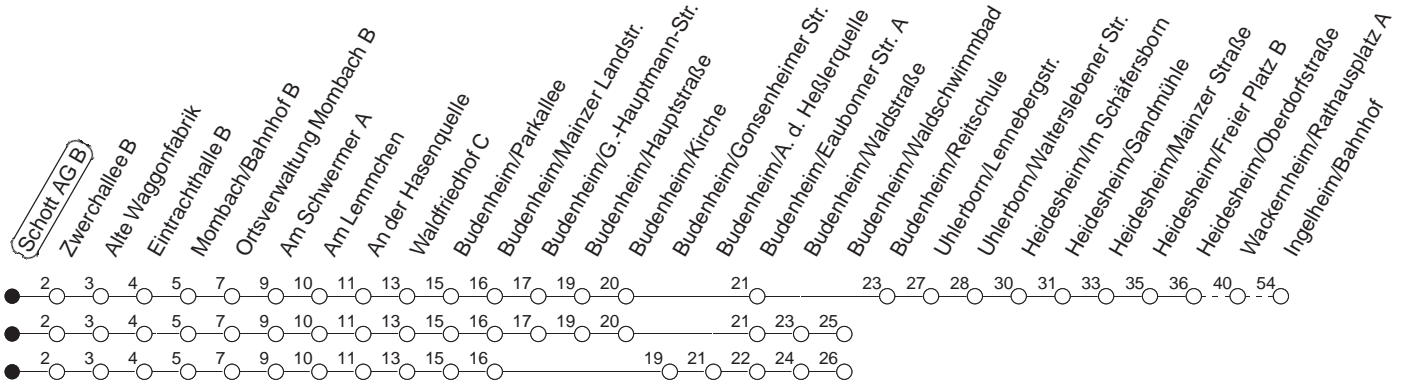 Schott AG B
Zwerchallee B
Alte Waggonfabrik
Eintrachthalle B
Mombach/Bahnhof B
Ortsverwaltung Mombach B
Am Schwermer A
Am Lemmchen
An der Hasenquelle
Waldfriedhof C
Budenheim/Parkallee
Budenheim/Mainzer Landstr.
Budenheim/G.-Hauptmann-Str.
Budenheim/Hauptstraße
Budenheim/Kirche
Budenheim/Gonsenheimer Str.
Budenheim/A. d. Heßlerquelle
Budenheim/Eaubonner Str. A
Budenheim/Waldstraße
Budenheim/Waldschwimmbad
Budenheim/Reitschule
Uhlerborn/Lennebergstr.
Uhlerborn/Walterslebener Str.
Heidesheim/Im Schäfersborn
Heidesheim/Sandmühle
Heidesheim/Mainzer Straße
Heidesheim/Freier Platz B
Heidesheim/Oberdorfstraße
Wackernheim/Rathausplatz A
Ingelheim/Bahnhof
2 3 4 5 7 9 10 11 13 15 16 17 19 20 21 23 27 28 30 31 33 35 36 40 54
2 3 4 5 7 9 10 11 13 15 16 17 19 20 21 23 25
2 3 4 5 7 9 10 11 13 15 16 19 21 22 24 26